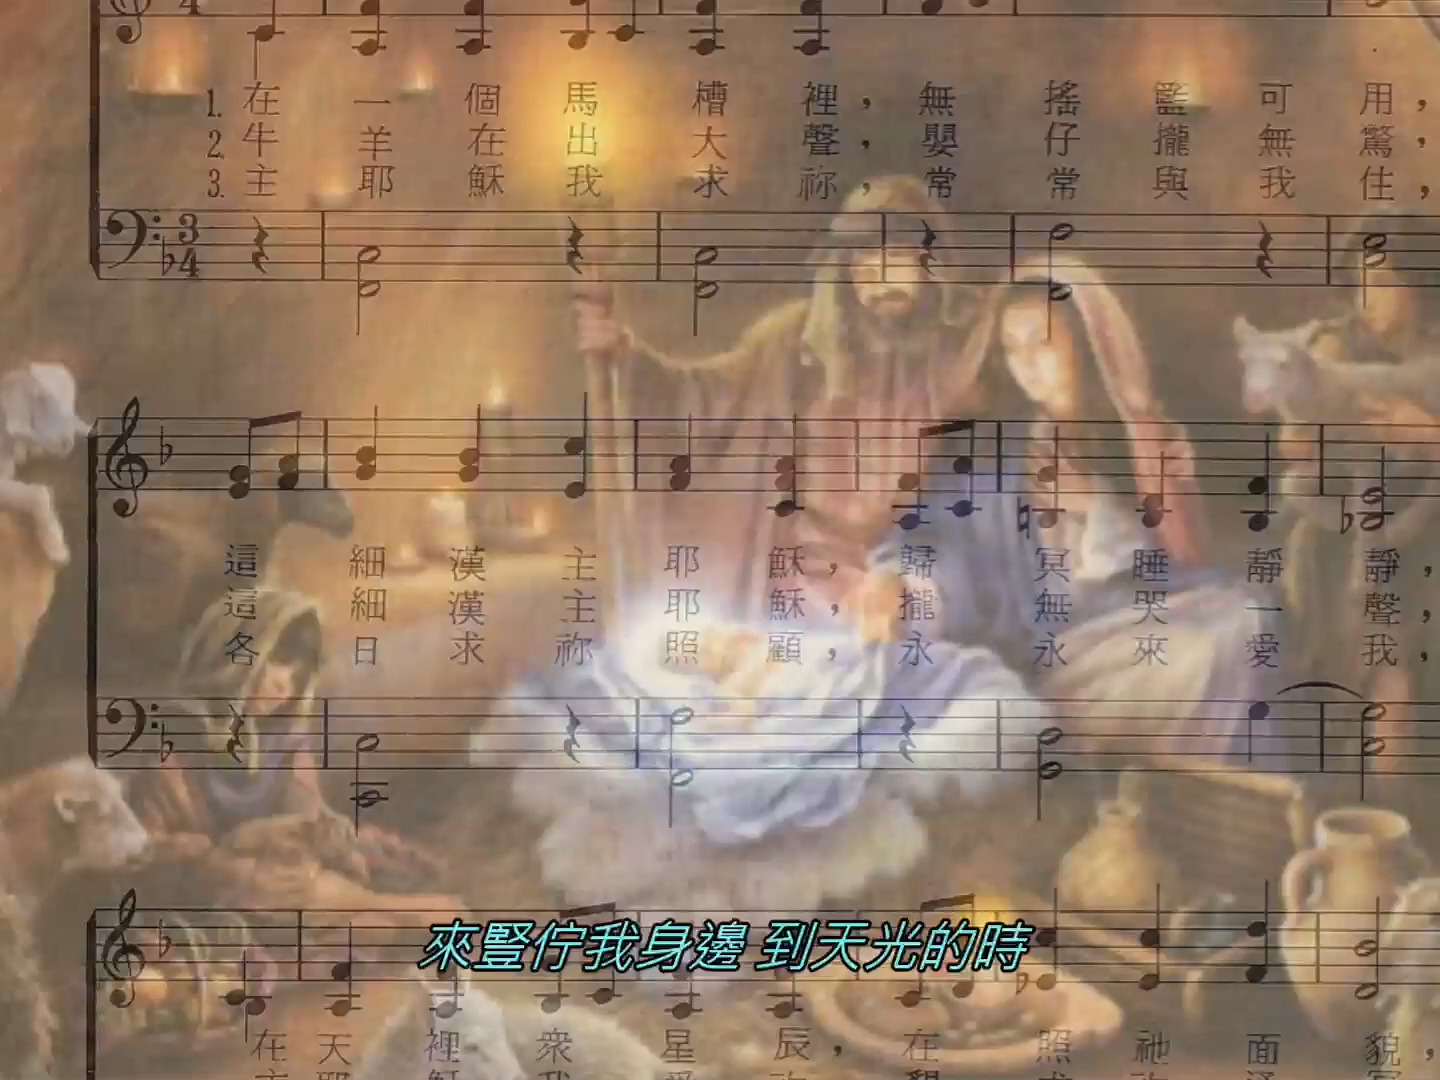 1. 在一個馬槽裡，無搖籃可用，
2. 牛羊在出大聲，嬰仔攏無驚，
3. 主耶穌我求祢，常常與我住，
這細漢主耶穌，歸冥睡靜靜，
這細漢主耶穌，攏無哭一聲，
各日求祢照顧，永永來愛我，
來豎佇我身邊 到天光的時
在天裡衆星辰，在照祂面貌，